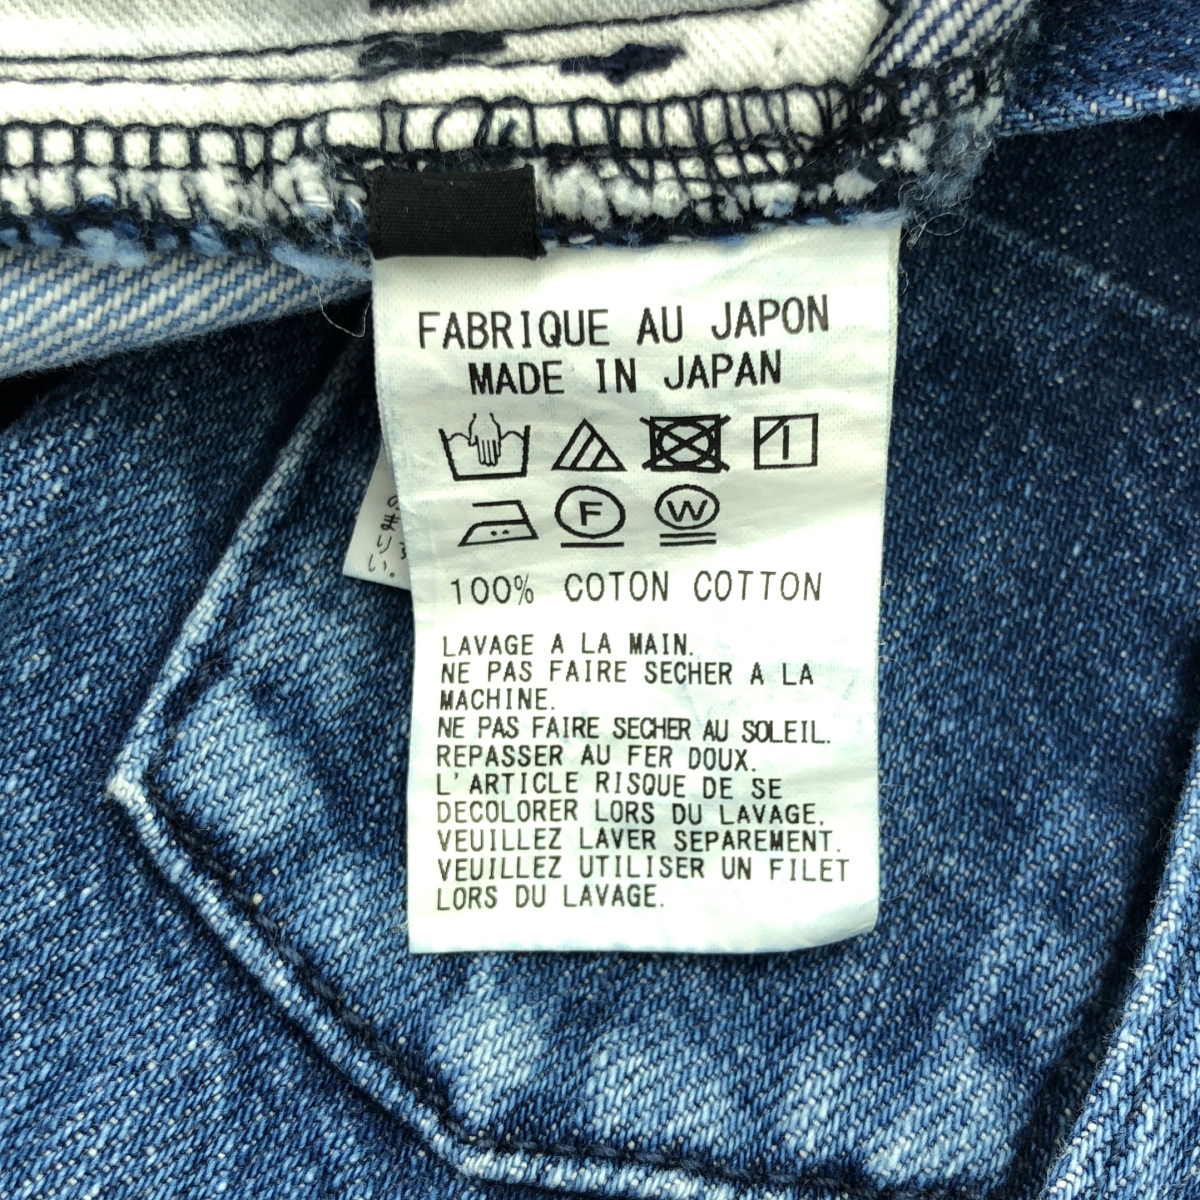 FABRIQUE AU JAPON
MADE IN JAPAN
F W
100% COTON COTTON
LAVAGE A LA MAIN.
NE PAS FAIRE SECHER A LA
MACHINE.
NE PAS FAIRE SECHER AU SOLEIL.
REPASSER AU FER DOUX.
L'ARTICLE RISQUE DE SE
DECOLORER LORS DU LAVAGE.
VEUILLEZ LAVER SEPAREMENT.
VEUILLEZ UTILISER UN FILET
LORS DU LAVAGE.